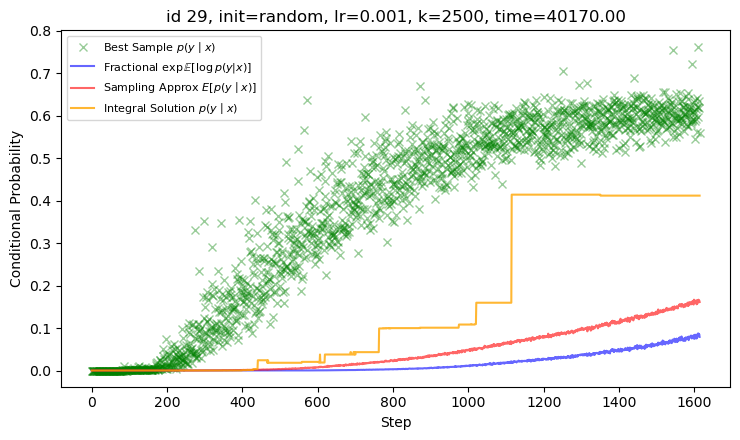 id 29, init=random, lr=0.001, k=2500, time=40170.00
Best Sample p(y | x)
Fractional exp 𝔼[log p(y|x)]
Sampling Approx E[p(y | x)]
Integral Solution p(y | x)
Conditional Probability
0.8
0.7
0.6
0.5
0.4
0.3
0.2
0.1
0.0
0 200 400 600 800 1000 1200 1400 1600
Step